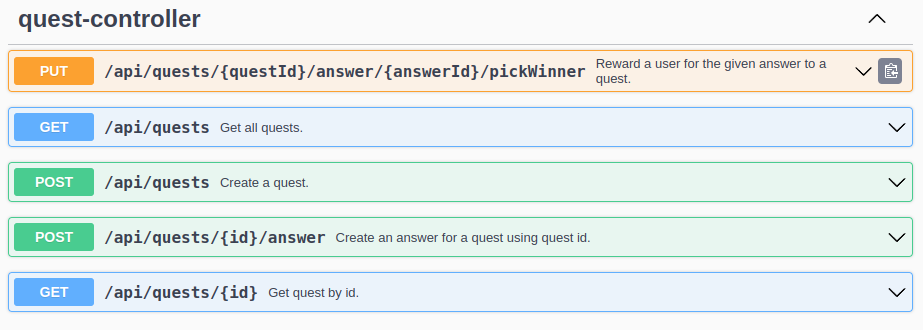 quest-controller
PUT /api/quests/{questId}/answer/{answerId}/pickWinner Reward a user for the given answer to a
quest.
GET /api/quests Get all quests.
POST /api/quests Create a quest.
POST /api/quests/{id}/answer Create an answer for a quest using quest id.
GET /api/quests/{id} Get quest by id.